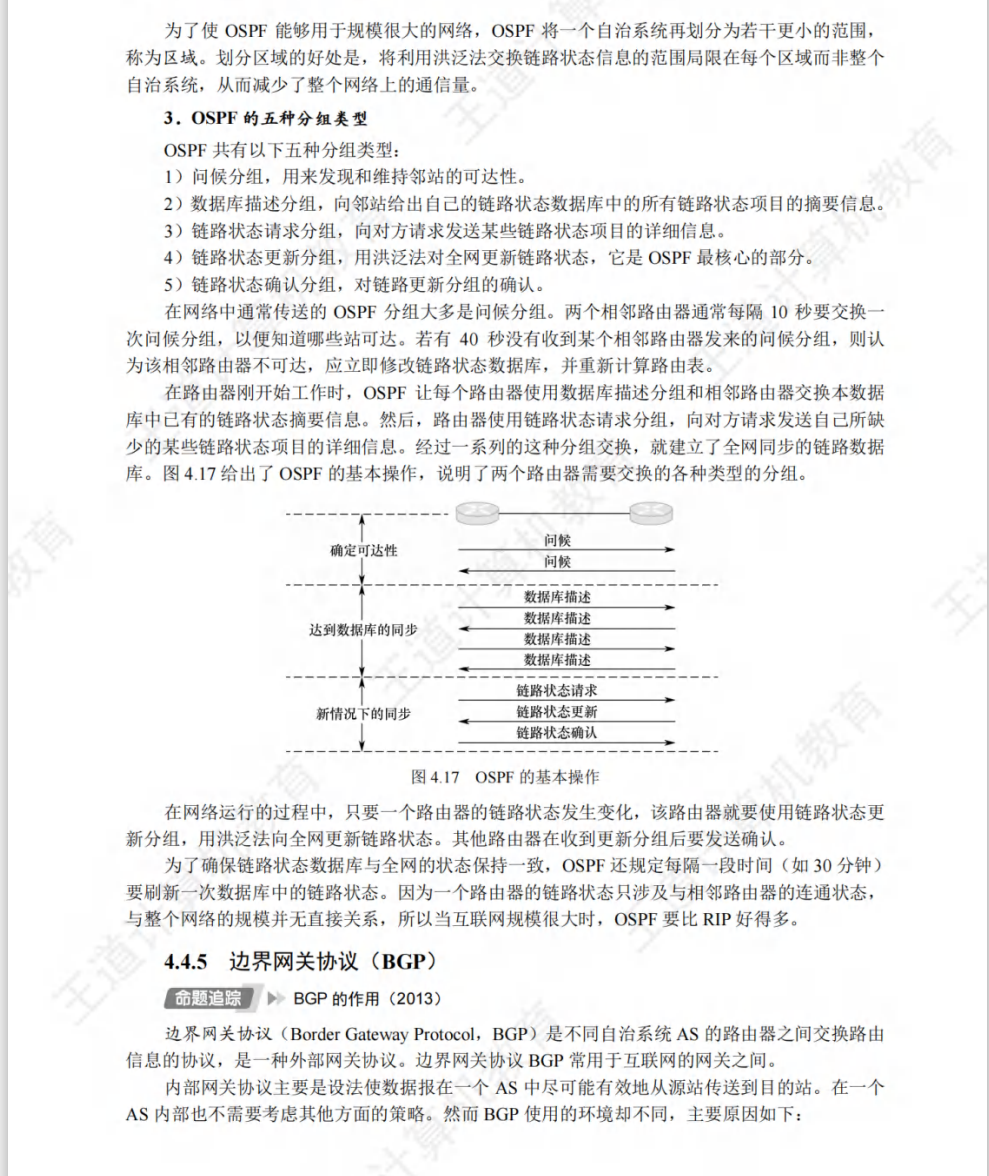 为了使 OSPF 能够用于规模很大的网络，OSPF 将一个自治系统再划分为若干更小的范围，
称为区域。划分区域的好处是，将利用洪泛法交换链路状态信息的范围局限在每个区域而非整个
自治系统，从而减少了整个网络上的通信量。
3．OSPF 的五种分组类型
OSPF 共有以下五种分组类型：
1）问候分组，用来发现和维持邻站的可达性。
2）数据库描述分组，向邻站给出自己的链路状态数据库中的所有链路状态项目的摘要信息。
3）链路状态请求分组，向对方请求发送某些链路状态项目的详细信息。
4）链路状态更新分组，用洪泛法对全网更新链路状态，它是 OSPF 最核心的部分。
5）链路状态确认分组，对链路更新分组的确认。
在网络中通常传送的 OSPF 分组大多是问候分组。两个相邻路由器通常每隔 10 秒要交换一
次问候分组，以便知道哪些站可达。若有 40 秒没有收到某个相邻路由器发来的问候分组，则认
为该相邻路由器不可达，应立即修改链路状态数据库，并重新计算路由表。
在路由器刚开始工作时，OSPF 让每个路由器使用数据库描述分组和相邻路由器交换本数据
库中已有的链路状态摘要信息。然后，路由器使用链路状态请求分组，向对方请求发送自己所缺
少的某些链路状态项目的详细信息。经过一系列的这种分组交换，就建立了全网同步的链路数据
库。图 4.17 给出了 OSPF 的基本操作，说明了两个路由器需要交换的各种类型的分组。
确定可达性
问候
问候
达到数据库的同步
数据库描述
数据库描述
数据库描述
数据库描述
新情况下的同步
链路状态请求
链路状态更新
链路状态确认
图 4.17 OSPF 的基本操作
在网络运行的过程中，只要一个路由器的链路状态发生变化，该路由器就要使用链路状态更
新分组，用洪泛法向全网更新链路状态。其他路由器在收到更新分组后要发送确认。
为了确保链路状态数据库与全网的状态保持一致，OSPF 还规定每隔一段时间（如 30 分钟）
要刷新一次数据库中的链路状态。因为一个路由器的链路状态只涉及与相邻路由器的连通状态，
与整个网络的规模并无直接关系，所以当互联网规模很大时，OSPF 要比 RIP 好得多。
4.4.5 边界网关协议（BGP）
命题追踪 BGP 的作用（2013）
边界网关协议（Border Gateway Protocol，BGP）是不同自治系统 AS 的路由器之间交换路由
信息的协议，是一种外部网关协议。边界网关协议 BGP 常用于互联网的网关之间。
内部网关协议主要是设法使数据报在一个 AS 中尽可能有效地从源站传送到目的站。在一个
AS 内部也不需要考虑其他方面的策略。然而 BGP 使用的环境却不同，主要原因如下：
王道计算机教育